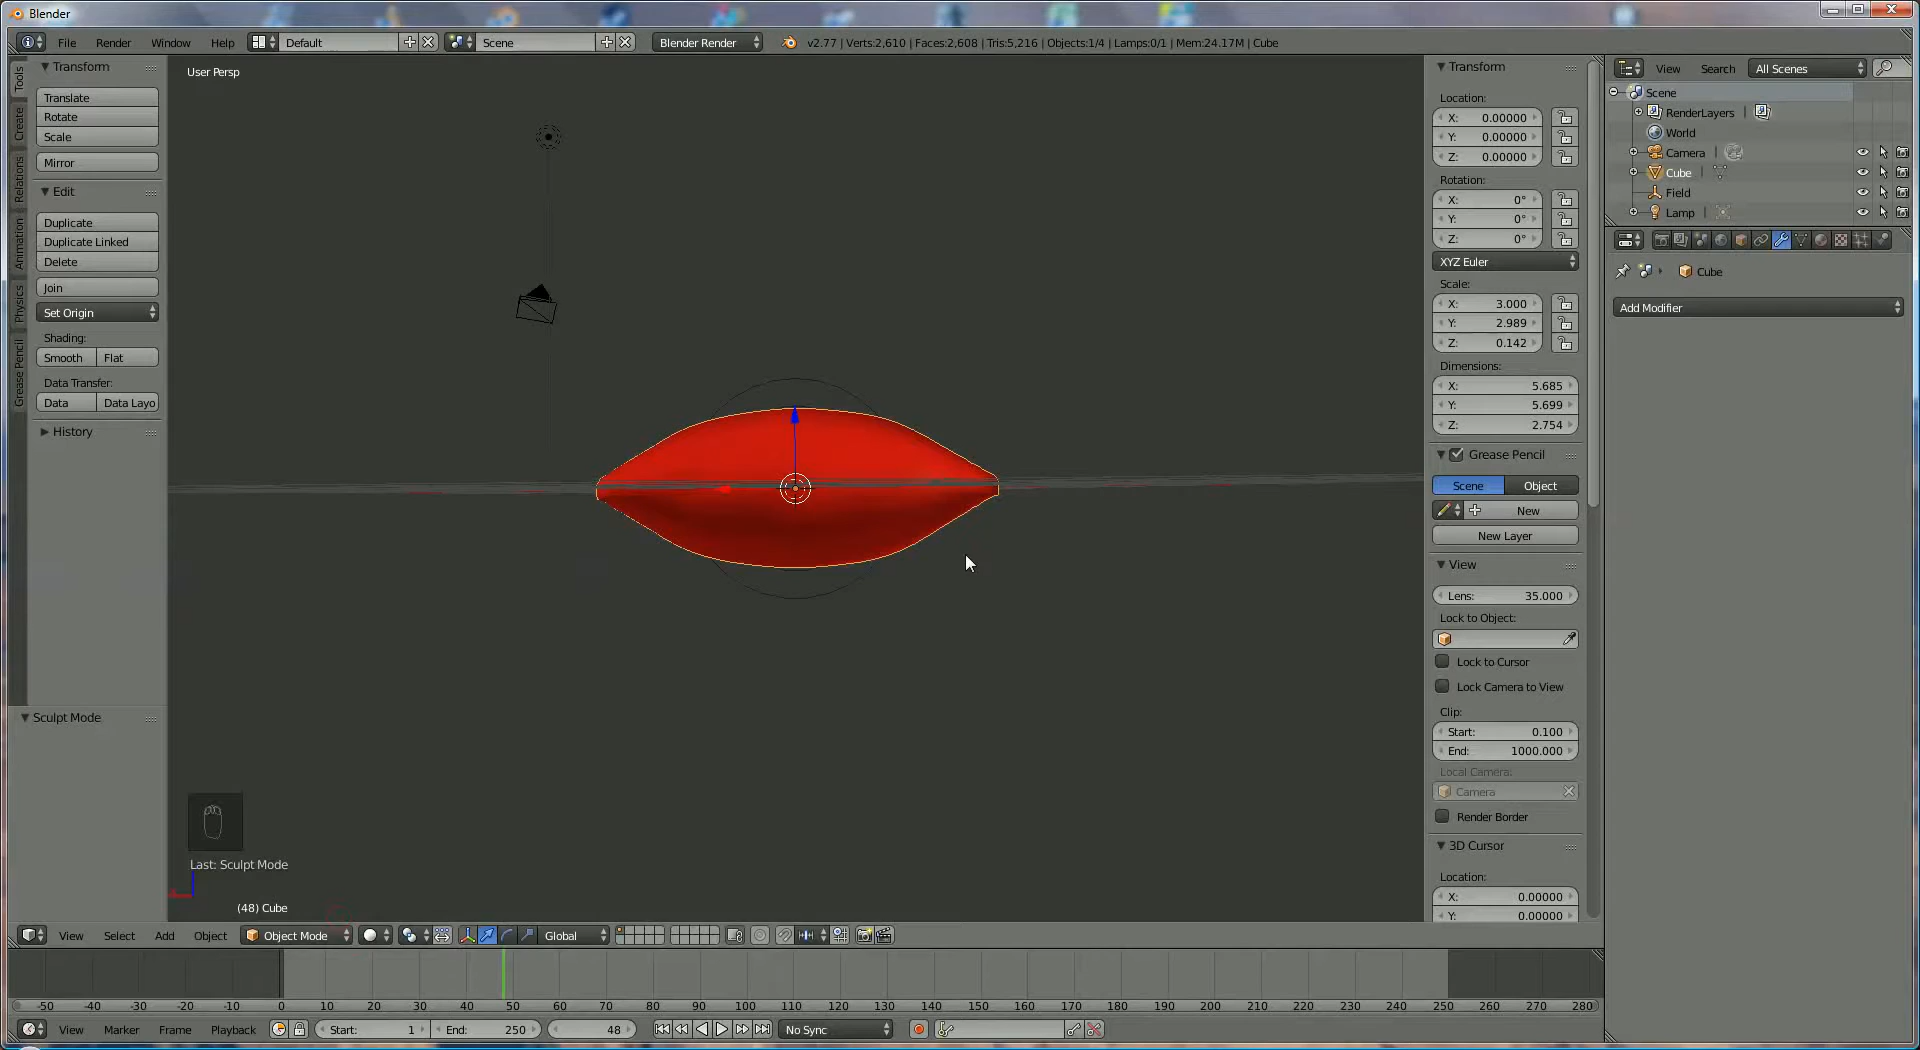 Blender
File Render Window Help Default Scene Blender Render v2.77 | Verts:2,610 | Faces:2,608 | Tris:5,216 | Objects:1/4 | Lamps:0/1 | Mem:24.17M | Cube
Tools
Create
Relations
Animation
Physics
Grease Pencil
Transform
Translate
Rotate
Scale
Mirror
Edit
Duplicate
Duplicate Linked
Delete
Join
Set Origin
Shading:
Smooth Flat
Data Transfer:
Data Data Layo
History
Sculpt Mode
User Persp
Last: Sculpt Mode
(48) Cube
Transform
Location:
X: 0.00000
Y: 0.00000
Z: 0.00000
Rotation:
X: 0°
Y: 0°
Z: 0°
XYZ Euler
Scale:
X: 3.000
Y: 2.989
Z: 0.142
Dimensions:
X: 5.685
Y: 5.699
Z: 2.754
Grease Pencil
Scene Object
New
New Layer
View
Lens: 35.000
Lock to Object:
Lock to Cursor
Lock Camera to View
Clip:
Start: 0.100
End: 1000.000
Local Camera:
Camera
Render Border
3D Cursor
Location:
X: 0.00000
Y: 0.00000
View Search All Scenes
Scene
RenderLayers
World
Camera
Cube
Field
Lamp
Cube
Add Modifier
View Select Add Object Object Mode Global
-50 -40 -30 -20 -10 0 10 20 30 40 50 60 70 80 90 100 110 120 130 140 150 160 170 180 190 200 210 220 230 240 250 260 270 280
View Marker Frame Playback Start: 1 End: 250 48 No Sync